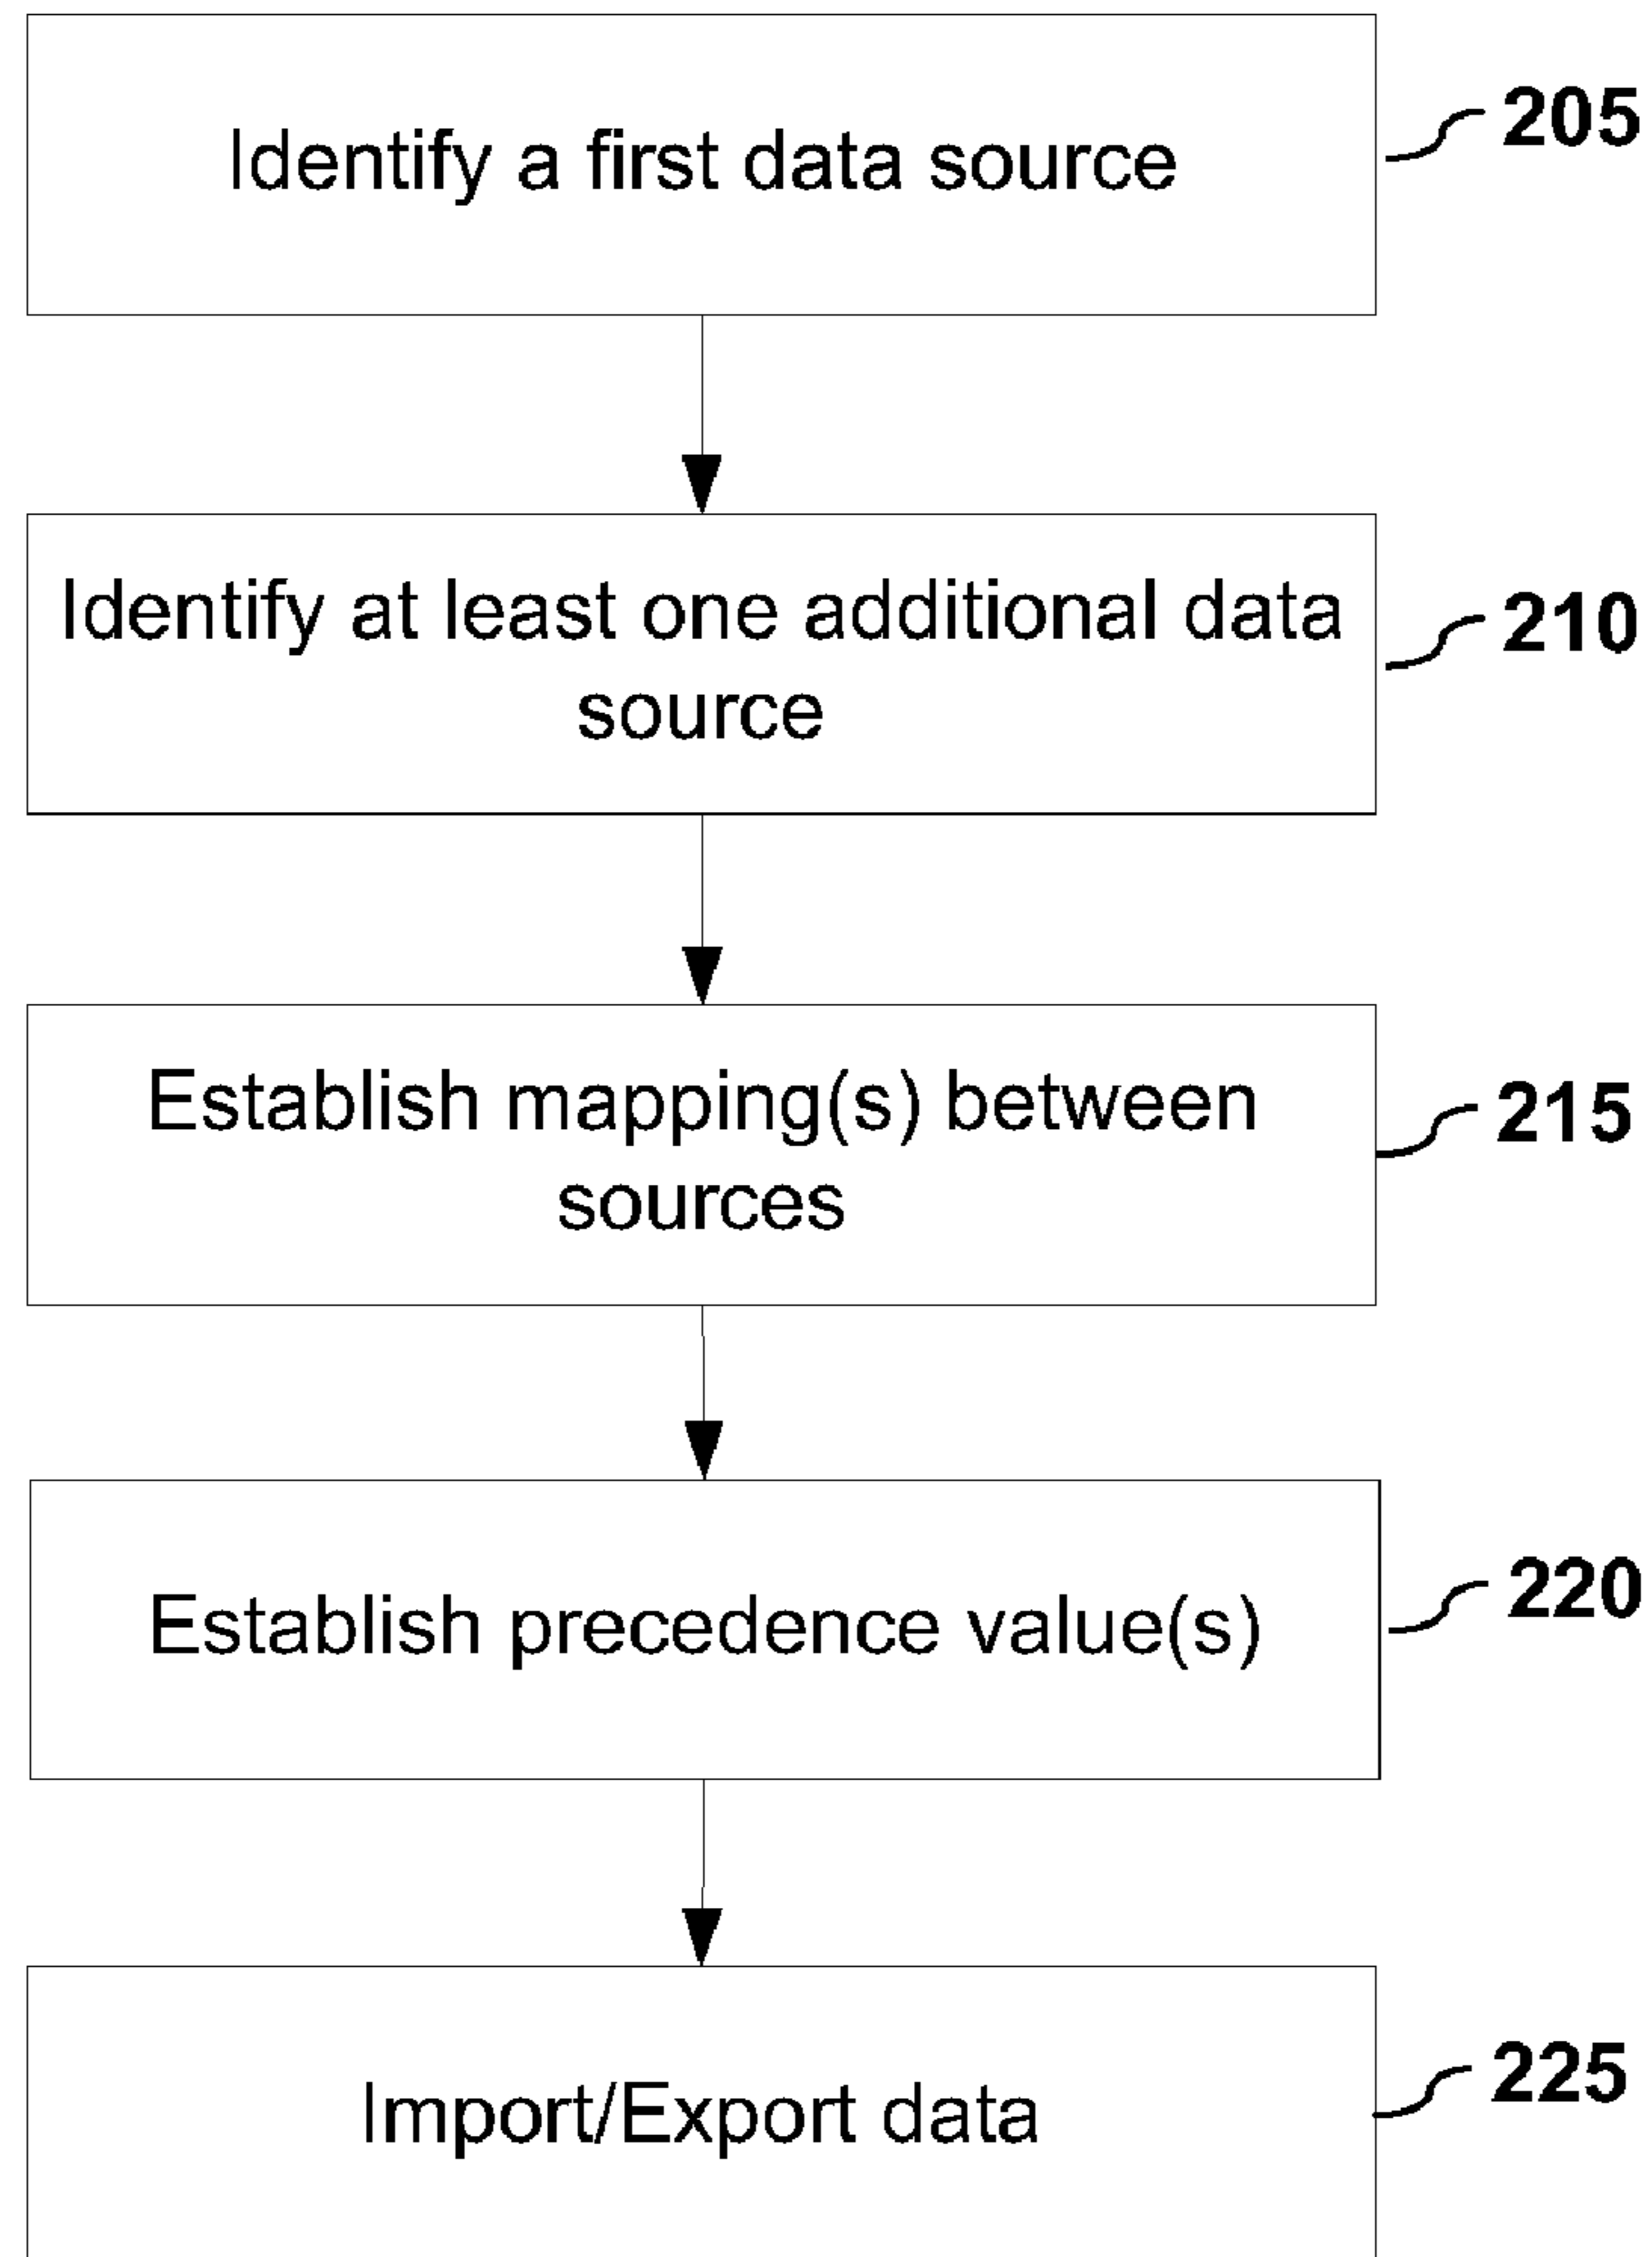 Identify a first data source
205
Identify at least one additional data
source
210
Establish mapping(s) between
sources
215
Establish precedence value(s)
220
Import/Export data
225